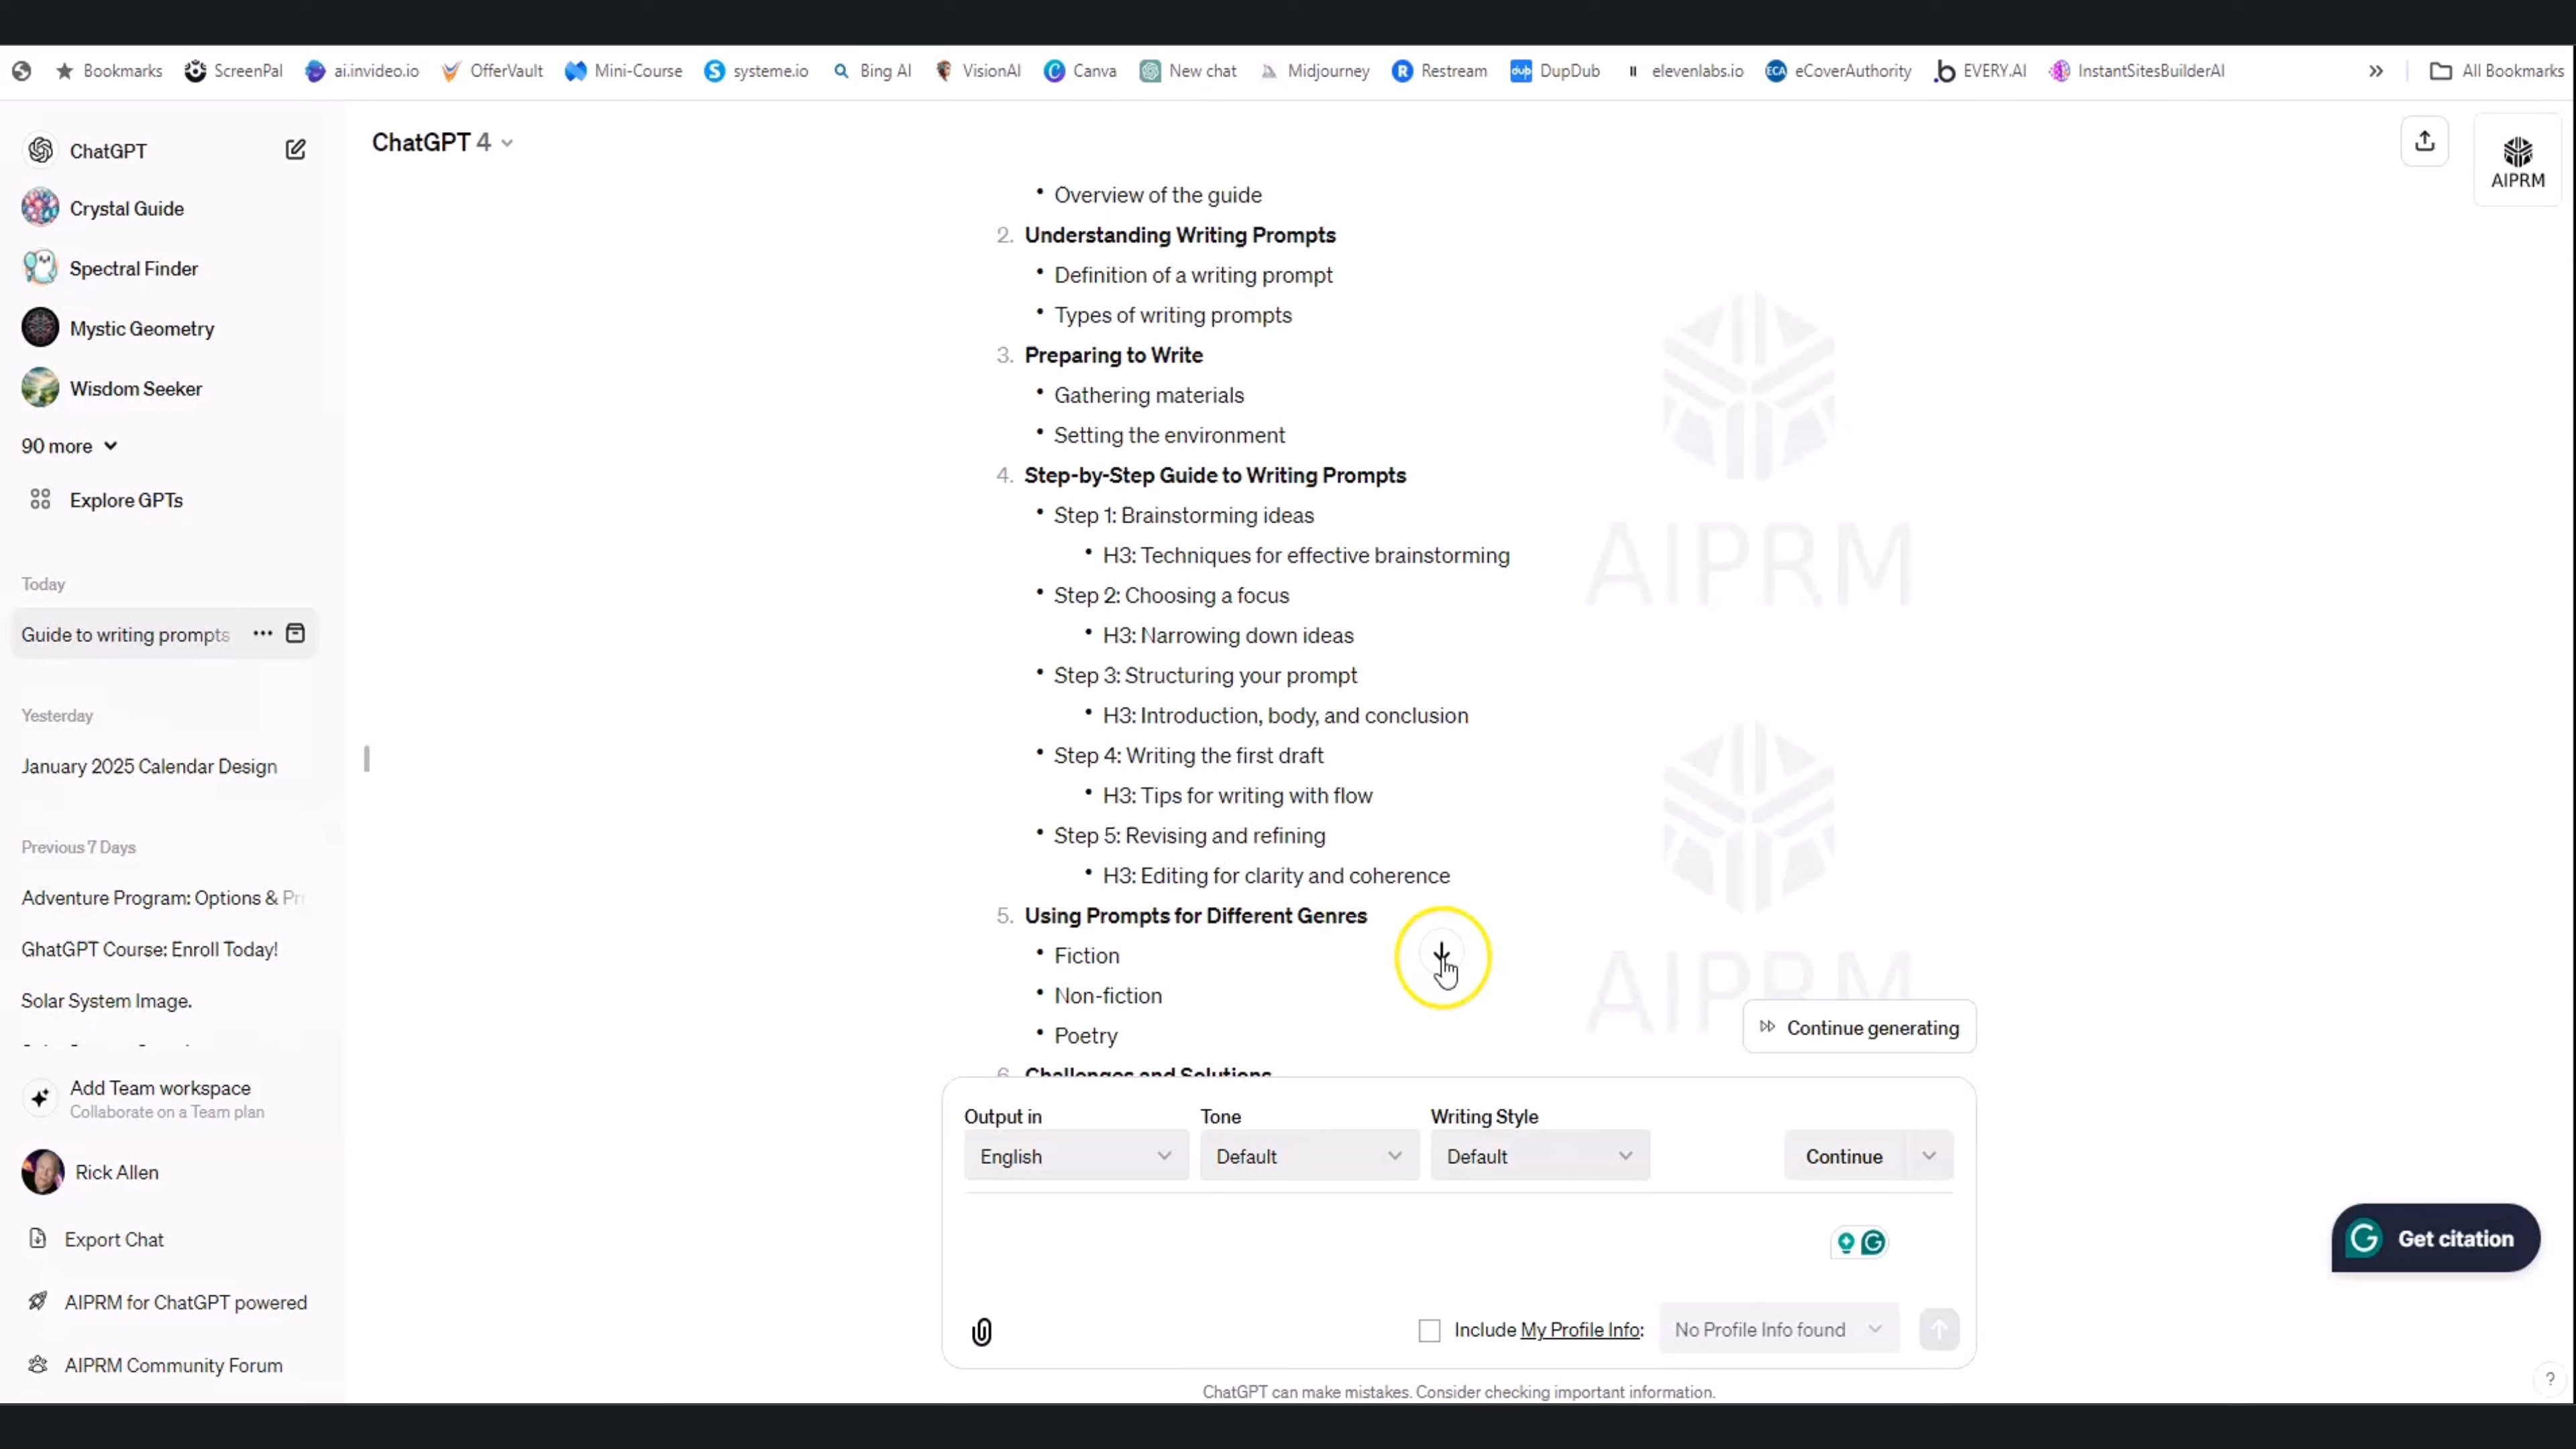 Bookmarks ScreenPal ai.invideo.io OfferVault Mini-Course systeme.io Bing AI VisionAI Canva New chat Midjourney Restream DupDub elevenlabs.io eCoverAuthority EVERY.AI InstantSitesBuilderAI » All Bookmarks
ChatGPT
Crystal Guide
Spectral Finder
Mystic Geometry
Wisdom Seeker
90 more
Explore GPTs
Today
Guide to writing prompts
Yesterday
January 2025 Calendar Design
Previous 7 Days
Adventure Program: Options & Pr
GhatGPT Course: Enroll Today!
Solar System Image.
Add Team workspace
Collaborate on a Team plan
Rick Allen
Export Chat
AIPRM for ChatGPT powered
AIPRM Community Forum
ChatGPT 4
AIPRM
• Overview of the guide
2. Understanding Writing Prompts
• Definition of a writing prompt
• Types of writing prompts
3. Preparing to Write
• Gathering materials
• Setting the environment
4. Step-by-Step Guide to Writing Prompts
• Step 1: Brainstorming ideas
• H3: Techniques for effective brainstorming
• Step 2: Choosing a focus
• H3: Narrowing down ideas
• Step 3: Structuring your prompt
• H3: Introduction, body, and conclusion
• Step 4: Writing the first draft
• H3: Tips for writing with flow
• Step 5: Revising and refining
• H3: Editing for clarity and coherence
5. Using Prompts for Different Genres
• Fiction
• Non-fiction
• Poetry
6. Challenges and Solutions
AIPRM
AIPRM
Continue generating
Output in Tone Writing Style
English Default Default Continue
Include My Profile Info: No Profile Info found
ChatGPT can make mistakes. Consider checking important information.
Get citation
?